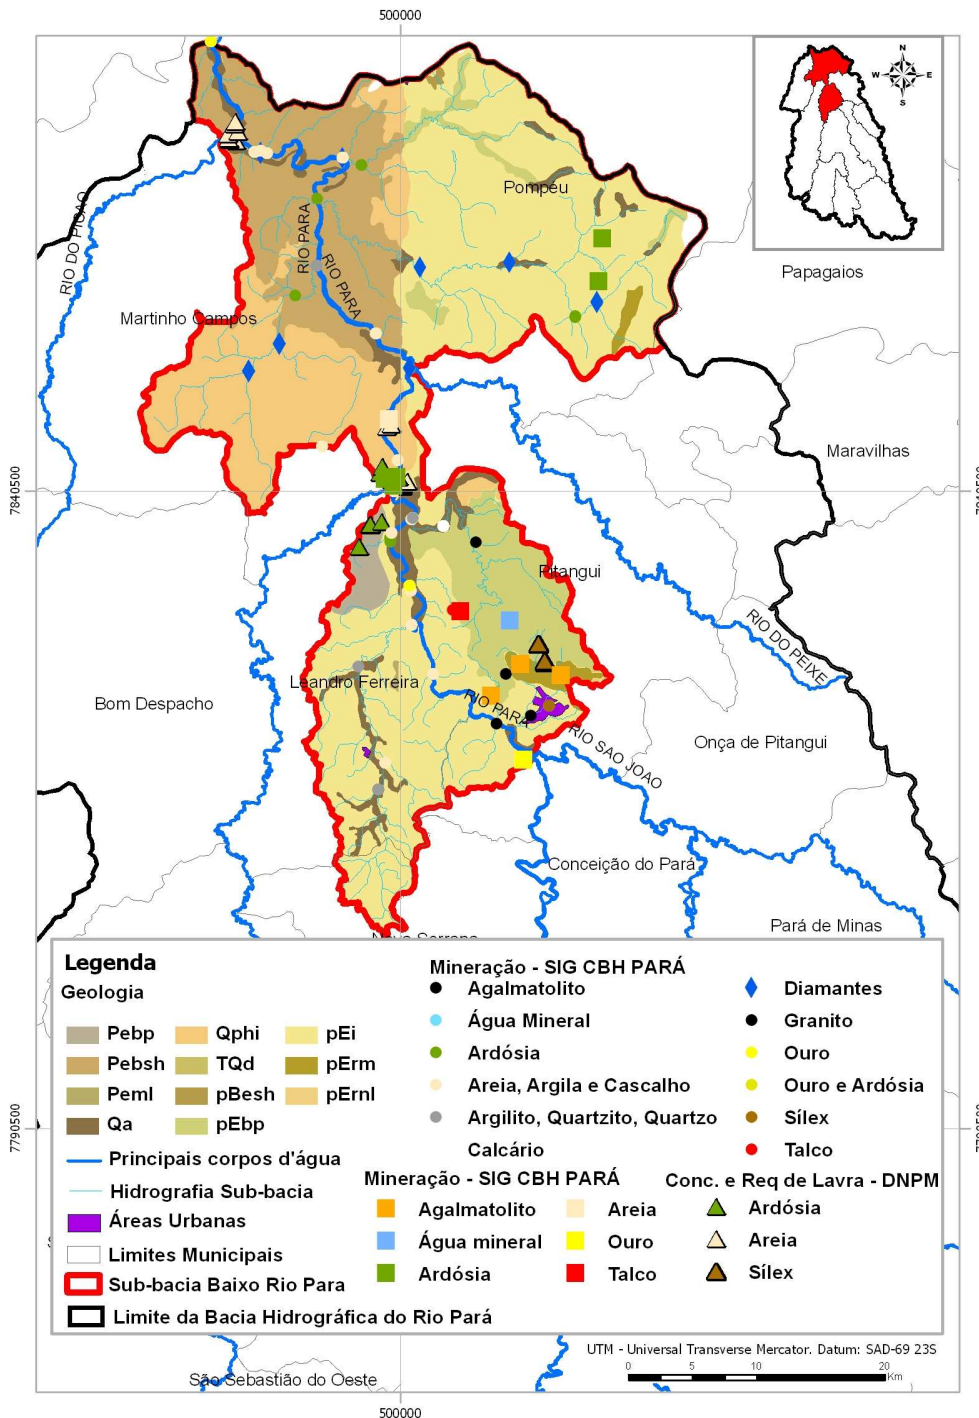 500000
N
W E
S
Pompéu
RIO DO PICAO
RIO PARA
RIO PARA
Papagaios
Martinho Campos
Maravilhas
7840500
Pitangui
RIO DO PEIXE
Leandro Ferreira
Bom Despacho
RIO PARA
RIO SAO JOAO
Onça de Pitangui
Conceição do Pará
Pará de Minas
Nova Serrana
Legenda
Geologia
Pebp
Qphi
pEi
Pebsh
TQd
pErm
Peml
pBesh
pErnl
Qa
pEbp
Principais corpos d'água
Hidrografia Sub-bacia
Áreas Urbanas
Limites Municipais
Sub-bacia Baixo Rio Para
Limite da Bacia Hidrográfica do Rio Pará
Mineração - SIG CBH PARÁ
Agalmatolito
Água Mineral
Ardósia
Areia, Argila e Cascalho
Argilito, Quartzito, Quartzo
Calcário
Diamantes
Granito
Ouro
Ouro e Ardósia
Sílex
Talco
Mineração - SIG CBH PARÁ
Agalmatolito
Água mineral
Ardósia
Areia
Ouro
Talco
Conc. e Req de Lavra - DNPM
Ardósia
Areia
Sílex
7790500
UTM - Universal Transverse Mercator. Datum: SAD-69 23S
0 5 10 20
Km
São Sebastião do Oeste
500000